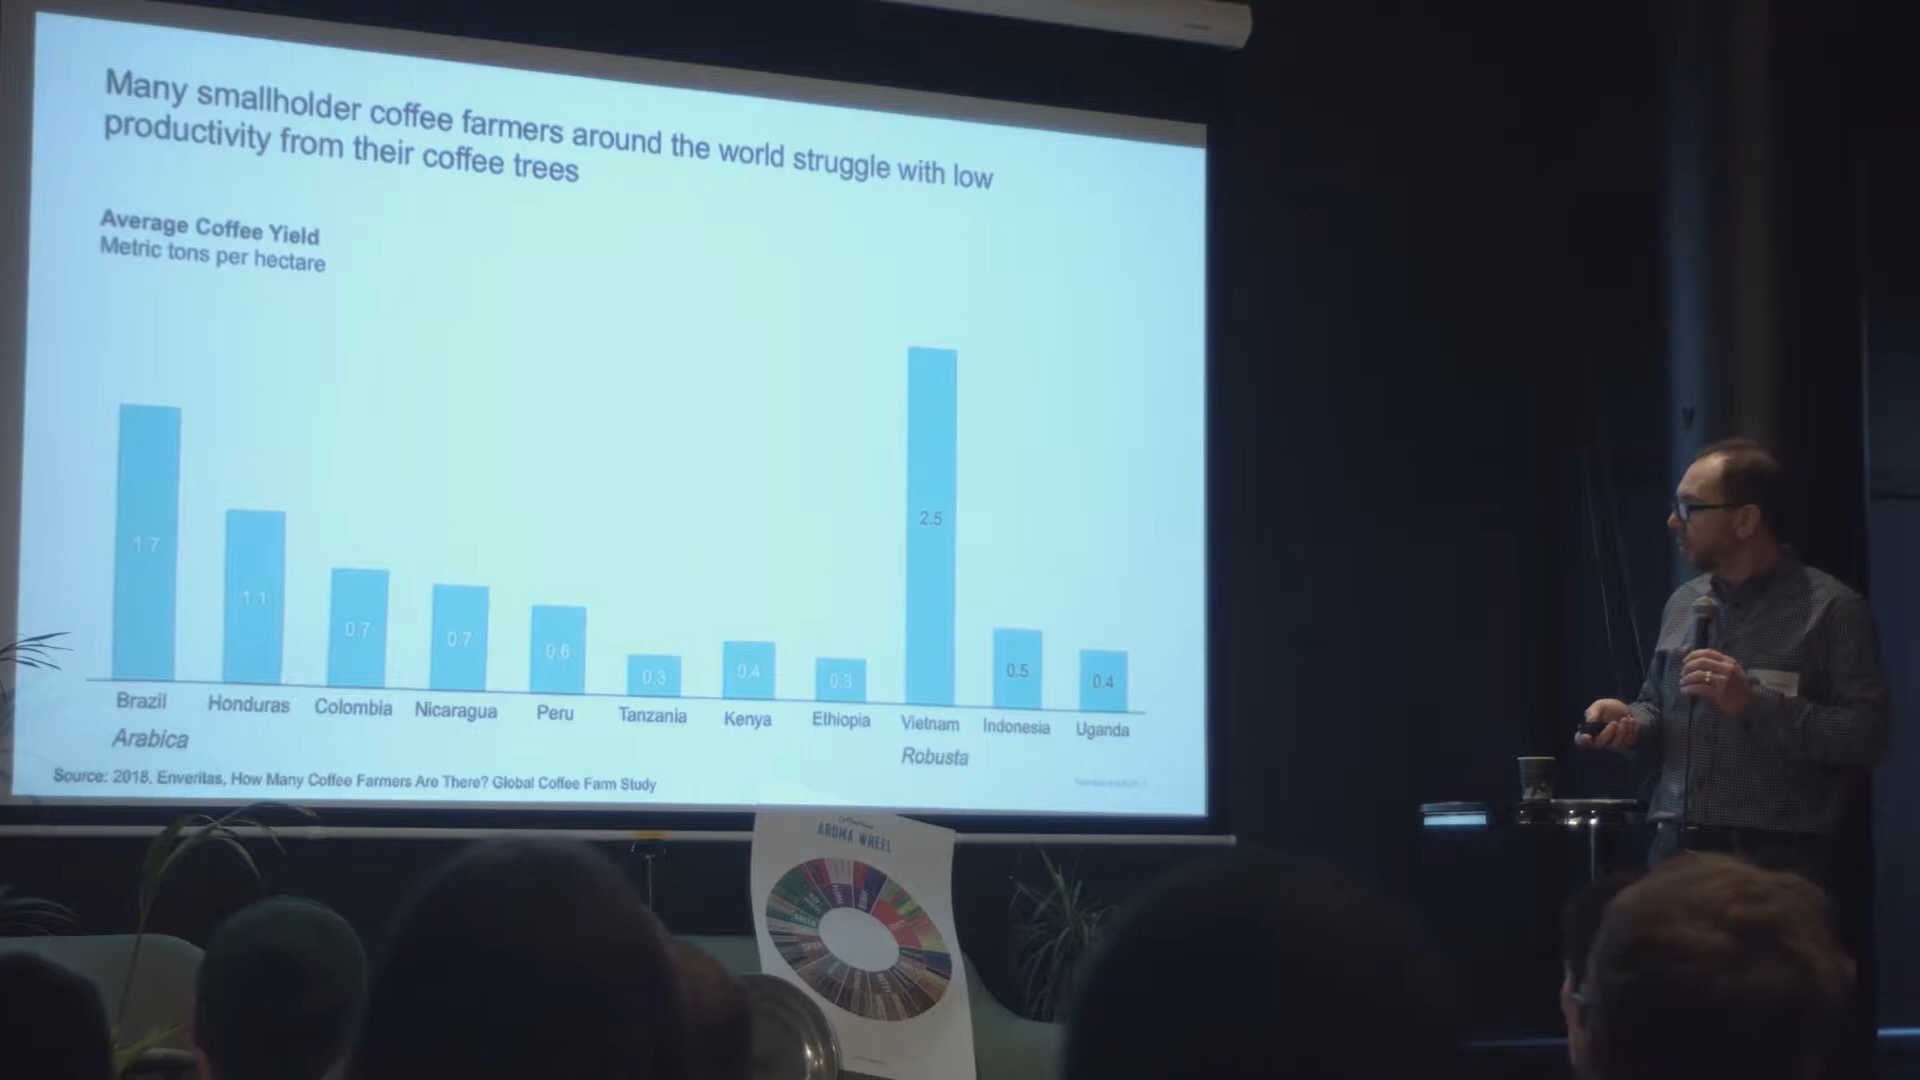 Many smallholder coffee farmers around the world struggle with low
productivity from their coffee trees
Average Coffee Yield
Metric tons per hectare
1.7
1.1
0.7
0.7
0.6
0.3
0.4
0.3
2.5
0.5
0.4
Brazil
Honduras
Colombia
Nicaragua
Peru
Tanzania
Kenya
Ethiopia
Vietnam
Indonesia
Uganda
Arabica
Robusta
Source: 2018. Enveritas, How Many Coffee Farmers Are There? Global Coffee Farm Study
AROMA WHEEL